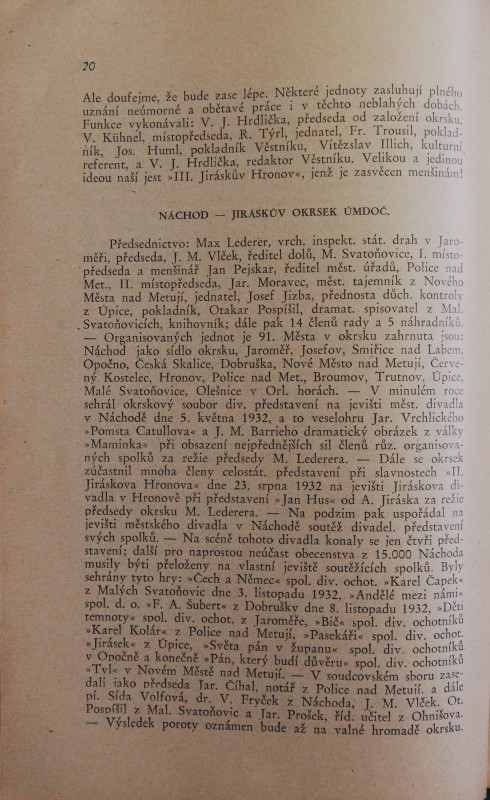 20
Ale doufejme, že bude zase lépe. Některé jednoty zasluhují plného
uznání neúmorné a obětavé práce i v těchto neblahých dobách.
Funkce vykonávali: V. J. Hrdlička, předseda od založení okrsku,
V. Kühnel, místopředseda, R. Týrl, jednatel, Fr. Trousil, poklad-
ník, Jos. Huml, pokladník Věstníku, Vítězslav Illich, kulturní
referent, a V. J. Hrdlička, redaktor Věstníku. Velikou a jedinou
ideou naší jest »III. Jiráskův Hronov«, jenž je zasvěcen menšinám!
NÁCHOD — JIRÁSKŮV OKRSEK ÚMDOČ.
Předsednictvo: Max Lederer, vrch. inspekt. stát. drah v Jaro-
měři, předseda, J. M. Vlček, ředitel dolů, M. Svatoňovice, I. místo-
předseda a menšinář Jan Pejskar, ředitel měst. úřadů, Police nad
Met., II. místopředseda, Jar. Moravec, měst. tajemník z Nového
Města nad Metují, jednatel, Josef Jizba, přednosta důch. kontroly
z Úpice, pokladník, Otakar Pospíšil, dramat. spisovatel z Mal.
Svatoňovicích, knihovník; dále pak 14 členů rady a 5 náhradníků.
— Organisovaných jednot je 91. Města v okrsku zahrnuta jsou:
Náchod jako sídlo okrsku, Jaroměř, Josefov, Smiřice nad Labem,
Opočno, Česká Skalice, Dobruška, Nové Město nad Metují, Červe-
ný Kostelec, Hronov, Police nad Met., Broumov, Trutnov, Úpice,
Malé Svatoňovice, Olešnice v Orl. horách. — V minulém roce
sehrál okrskový soubor div. představení na jevišti měst. divadla
v Náchodě dne 5. května 1932, a to veselohru Jar. Vrchlického
»Pomsta Catullova« a J. M. Barrieho dramatický obrázek z války
»Maminka« při obsazení nejpřednějších sil členů různ. organisova-
ných spolků za režie předsedy M. Lederera. — Dále se okrsek
zúčastnil mnoha členy celostát. představení při slavnostech »II.
Jiráskova Hronova« dne 23. srpna 1932 na jevišti Jiráskova di-
vadla v Hronově při představení »Jan Hus« od A. Jiráska za režie
předsedy okrsku M. Lederera. — Na podzim pak uspořádal na
jevišti městského divadla v Náchodě soutěž divadel. představení
svých spolků. — Na scéně tohoto divadla konaly se jen čtyři před-
stavení; další pro naprostou neúčast obecenstva z 15.000 Náchoda
musily býti přeloženy na vlastní jeviště soutěžících spolků. Byly
sehrány tyto hry: »Čech a Němec« spol. div. ochot. »Karel Čapek«
z Malých Svatoňovic dne 3. listopadu 1932, »Andělé mezi námi«
spol. d. o. »F. A. Šubert« z Dobrušky dne 8. listopadu 1932, »Děti
temnoty« spol. div. ochot. z Jaroměře, »Bič« spol. div. ochotníků
»Karel Kolár« z Police nad Metují, »Pasekáři« spol. div. ochot.
»Jirásek« z Úpice, »Světa pán v županu« spol. div. ochotníků
v Opočně a konečně »Pán, který budí důvěru« spol. div. ochotníků
»Tyl« v Novém Městě nad Metují. — V soudcovském sboru zase-
dali jako předseda Jar. Číhal, notář z Police nad Metují. a dále
pí. Sída Volfová, dr. V. Fryček z Náchoda, J. M. Vlček. Ot.
Pospíšil z Mal. Svatoňovic a Jar. Prošek, říd. učitel z Ohnišova.
— Výsledek poroty oznámen bude až na valné hromadě okrsku.